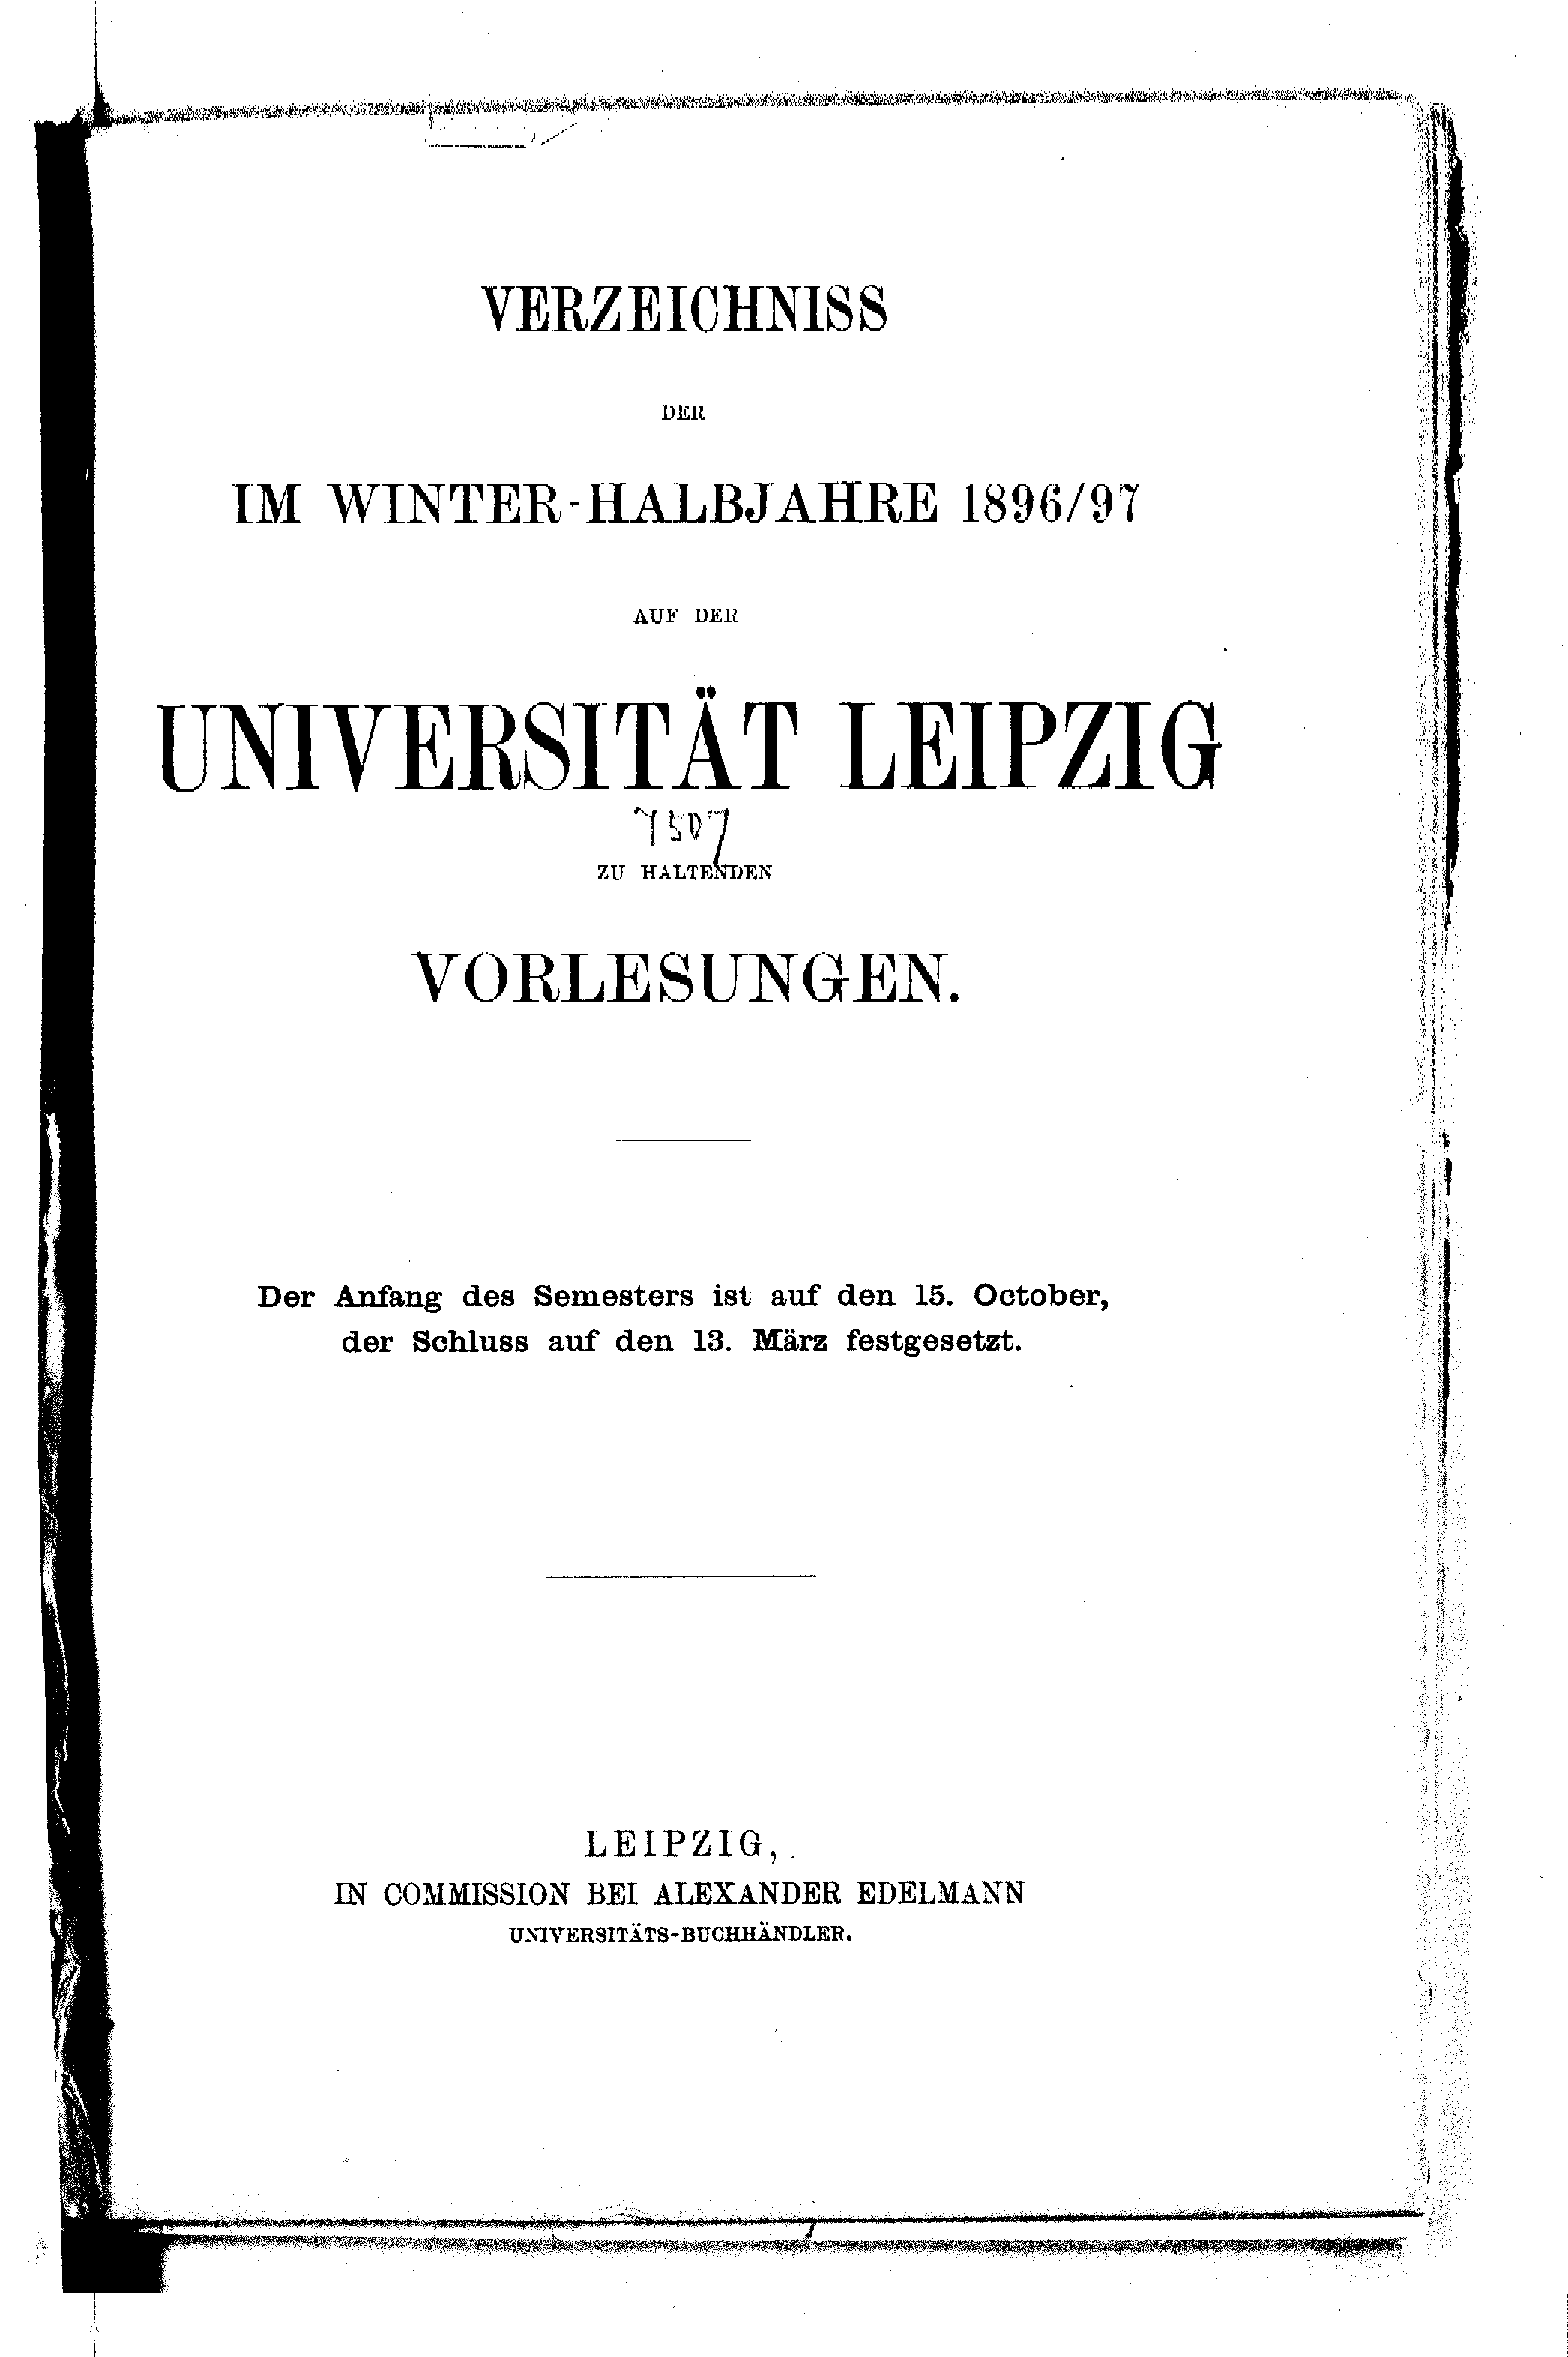 VERZEICHNISS
DER
IM WINTER-HALBJAHRE 1896/97
AUF DER
UNIVERSITÄT LEIPZIG
7507
ZU HALTENDEN
VORLESUNGEN.
Der Anfang des Semesters ist auf den 15. October,
der Schluss auf den 13. März festgesetzt.
LEIPZIG,
IN COMMISSION BEI ALEXANDER EDELMANN
UNIVERSITÄTS-BUCHHÄNDLER.